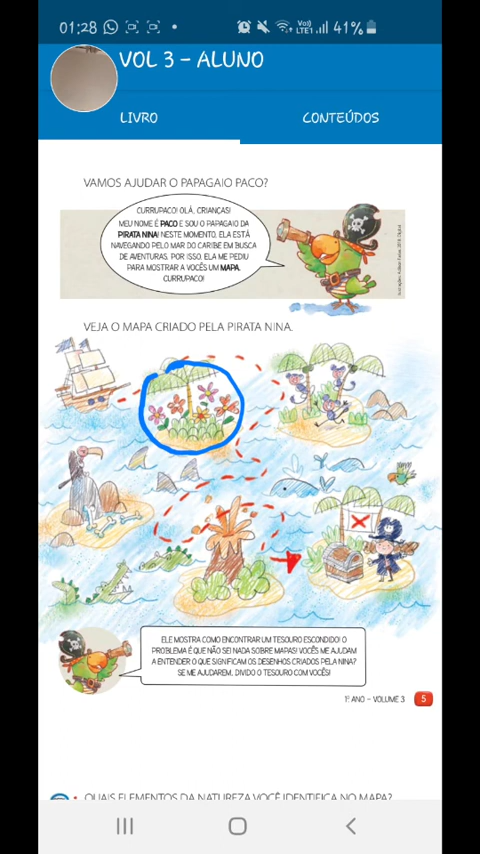 01:28 Vo)) LTE1 41%
VOL 3 – ALUNO
LIVRO
CONTEÚDOS
VAMOS AJUDAR O PAPAGAIO PACO?
CURRUPACO! OLÁ, CRIANÇAS!
MEU NOME É PACO E SOU O PAPAGAIO DA
PIRATA NINA! NESTE MOMENTO, ELA ESTÁ
NAVEGANDO PELO MAR DO CARIBE EM BUSCA
DE AVENTURAS. POR ISSO, ELA ME PEDIU
PARA MOSTRAR A VOCÊS UM MAPA.
CURRUPACO!
VEJA O MAPA CRIADO PELA PIRATA NINA.
ELE MOSTRA COMO ENCONTRAR UM TESOURO ESCONDIDO! O
PROBLEMA É QUE NÃO SEI NADA SOBRE MAPAS! VOCÊS ME AJUDAM
A ENTENDER O QUE SIGNIFICAM OS DESENHOS CRIADOS PELA NINA?
SE ME AJUDAREM, DIVIDO O TESOURO COM VOCÊS!
1º ANO – VOLUME 3 5
QUAIS ELEMENTOS DA NATUREZA VOCÊ IDENTIFICA NO MAPA?